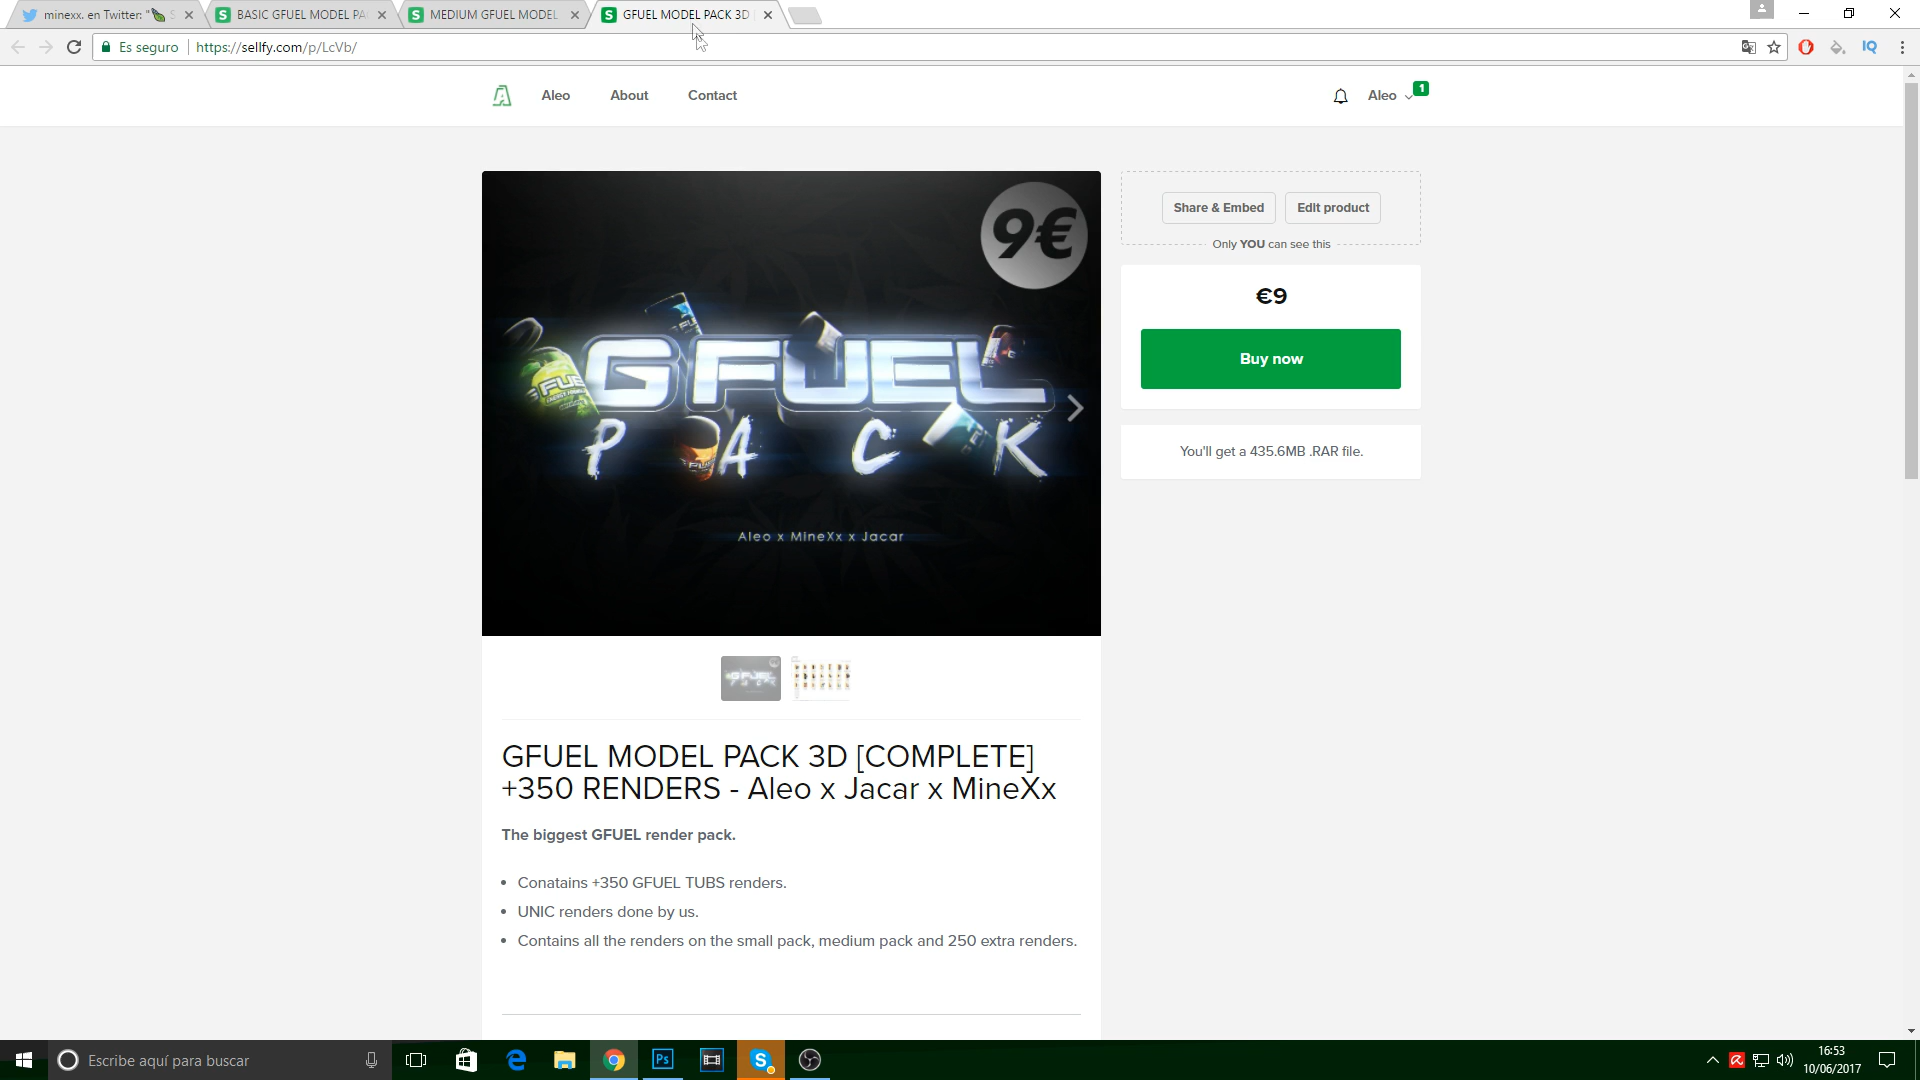 minexx. en Twitter: "
BASIC GFUEL MODEL PA
MEDIUM GFUEL MODEL
GFUEL MODEL PACK 3D
Es seguro
https://sellfy.com/p/LcVb/
IQ
Aleo
About
Contact
Aleo
1
9€
GFUEL
PACK
Aleo x MineXx x Jacar
Share & Embed
Edit product
Only YOU can see this
€9
Buy now
You'll get a 435.6MB .RAR file.
GFUEL MODEL PACK 3D [COMPLETE]
+350 RENDERS - Aleo x Jacar x MineXx
The biggest GFUEL render pack.
Conatains +350 GFUEL TUBS renders.
UNIC renders done by us.
Contains all the renders on the small pack, medium pack and 250 extra renders.
Escribe aquí para buscar
Ps
16:53
10/06/2017